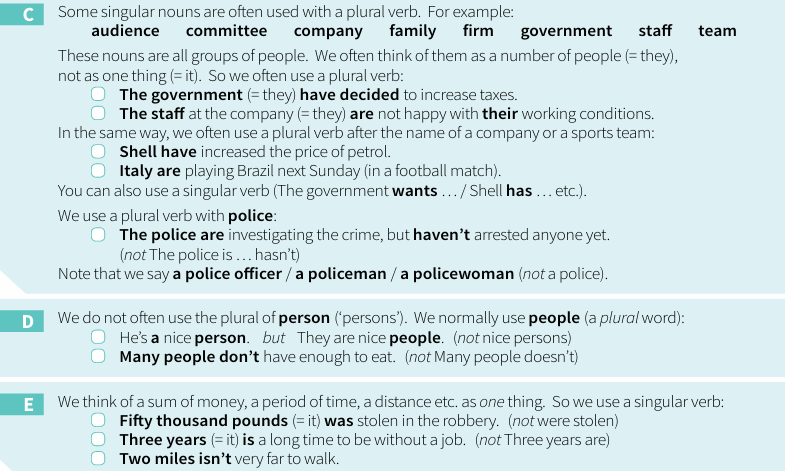 C
Some singular nouns are often used with a plural verb. For example:
audience committee company family firm government staff team
These nouns are all groups of people. We often think of them as a number of people (= they),
not as one thing (= it). So we often use a plural verb:
The government (= they) have decided to increase taxes.
The staff at the company (= they) are not happy with their working conditions.
In the same way, we often use a plural verb after the name of a company or a sports team:
Shell have increased the price of petrol.
Italy are playing Brazil next Sunday (in a football match).
You can also use a singular verb (The government wants … / Shell has … etc.).
We use a plural verb with police:
The police are investigating the crime, but haven't arrested anyone yet.
(not The police is … hasn't)
Note that we say a police officer / a policeman / a policewoman (not a police).
D
We do not often use the plural of person ('persons'). We normally use people (a plural word):
He's a nice person. but They are nice people. (not nice persons)
Many people don't have enough to eat. (not Many people doesn't)
E
We think of a sum of money, a period of time, a distance etc. as one thing. So we use a singular verb:
Fifty thousand pounds (= it) was stolen in the robbery. (not were stolen)
Three years (= it) is a long time to be without a job. (not Three years are)
Two miles isn't very far to walk.